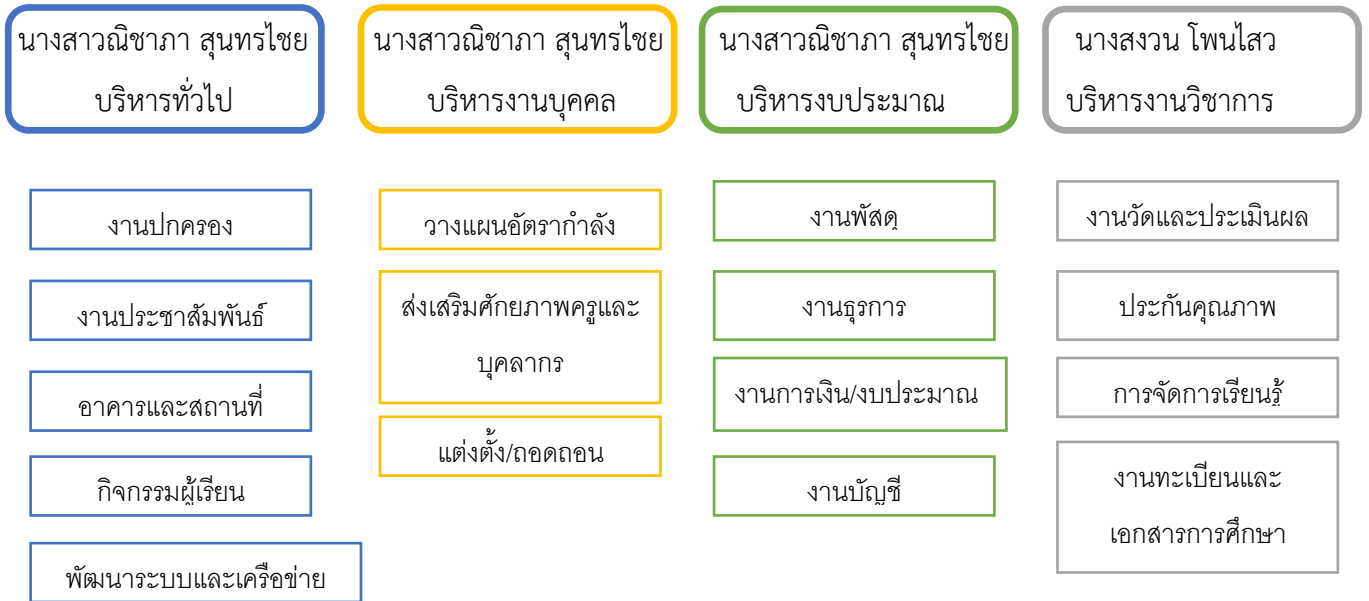 นางสาวณิชาภา สุนทรไชย
บริหารทั่วไป
งานปกครอง
งานประชาสัมพันธ์
อาคารและสถานที่
กิจกรรมผู้เรียน
พัฒนาระบบและเครือข่าย
นางสาวณิชาภา สุนทรไชย
บริหารงานบุคคล
วางแผนอัตรากำลัง
ส่งเสริมศักยภาพครูและ
บุคลากร
แต่งตั้ง/ถอดถอน
นางสาวณิชาภา สุนทรไชย
บริหารงบประมาณ
งานพัสดุ
งานธุรการ
งานการเงิน/งบประมาณ
งานบัญชี
นางสงวน โพนไสว
บริหารงานวิชาการ
งานวัดและประเมินผล
ประกันคุณภาพ
การจัดการเรียนรู้
งานทะเบียนและ
เอกสารการศึกษา